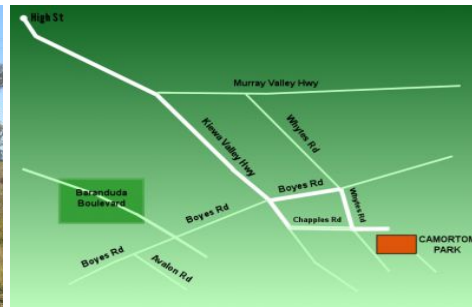 High St
Murray Valley Hwy
Kiewa Valley Hwy
Whytes Rd
Boyes Rd
Baranduda
Boulevard
Whytes Rd
Boyes Rd
Chapples Rd
CAMORTON
PARK
Boyes Rd
Avalon Rd